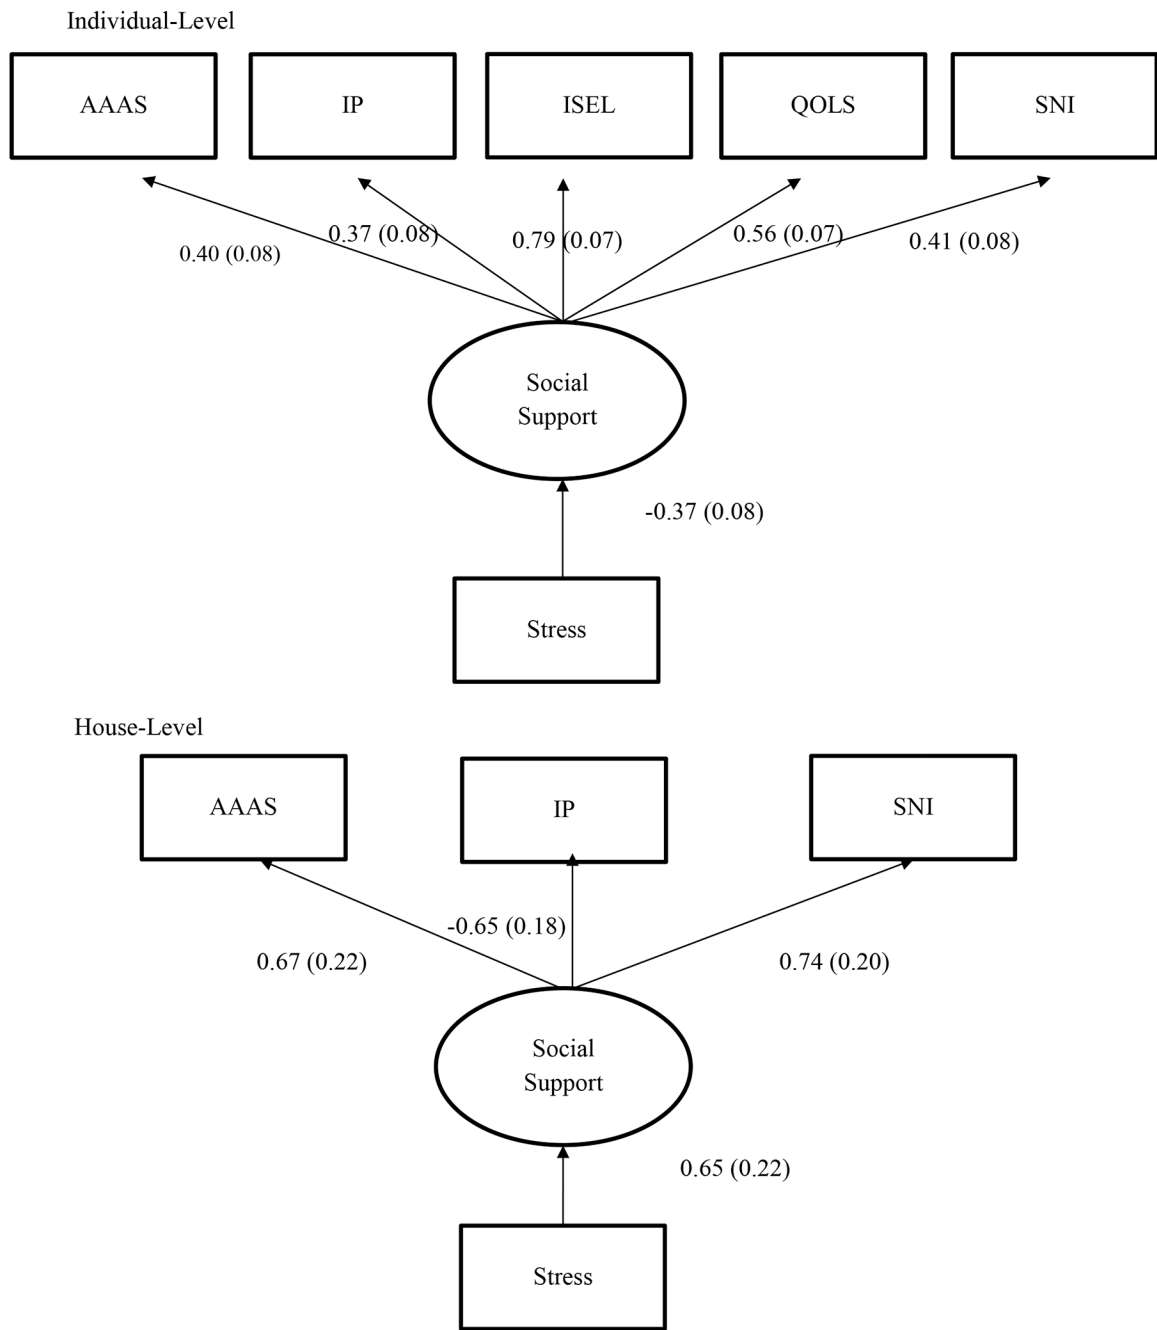 Individual-Level
AAAS
IP
ISEL
QOLS
SNI
0.40 (0.08)
0.37 (0.08)
0.79 (0.07)
0.56 (0.07)
0.41 (0.08)
Social
Support
-0.37 (0.08)
Stress
House-Level
AAAS
IP
SNI
0.67 (0.22)
-0.65 (0.18)
0.74 (0.20)
Social
Support
0.65 (0.22)
Stress